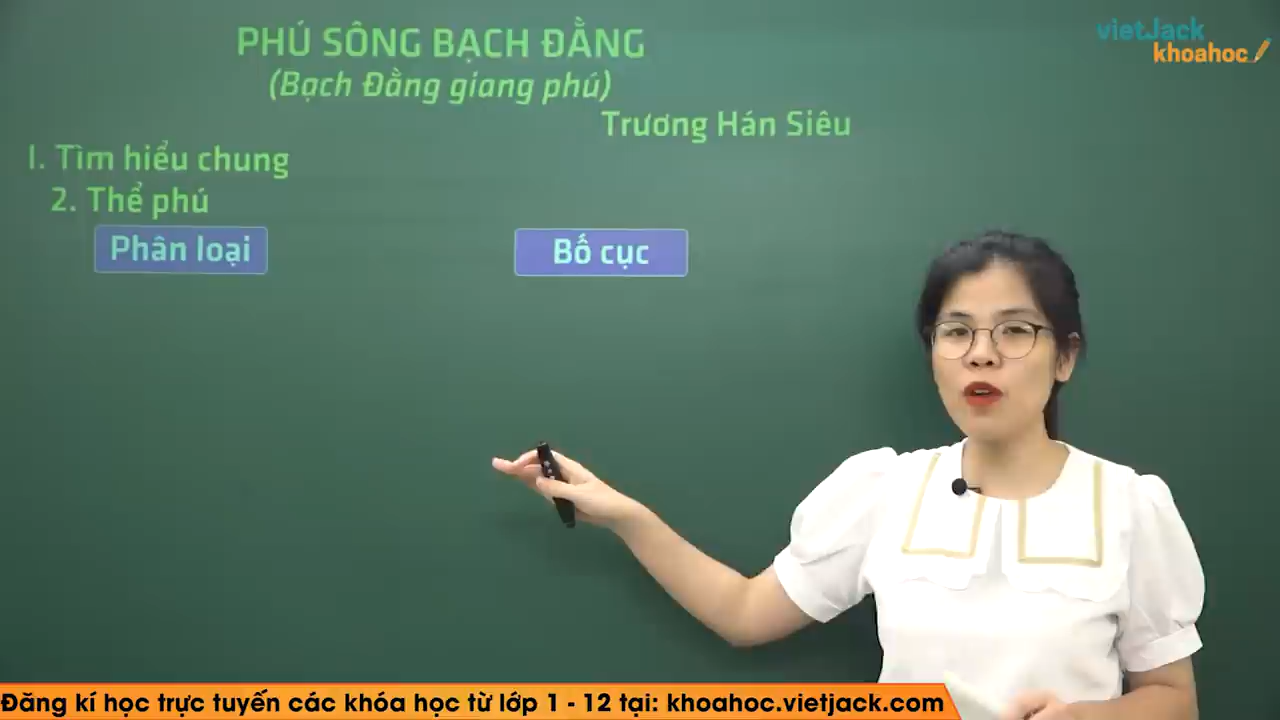 PHÚ SÔNG BẠCH ĐẰNG
(Bạch Đằng giang phú)
Trương Hán Siêu
I. Tìm hiểu chung
2. Thể phú
Phân loại
Bố cục
vietJack
khoahoc
Đăng kí học trực tuyến các khóa học từ lớp 1 - 12 tại: khoahoc.vietjack.com